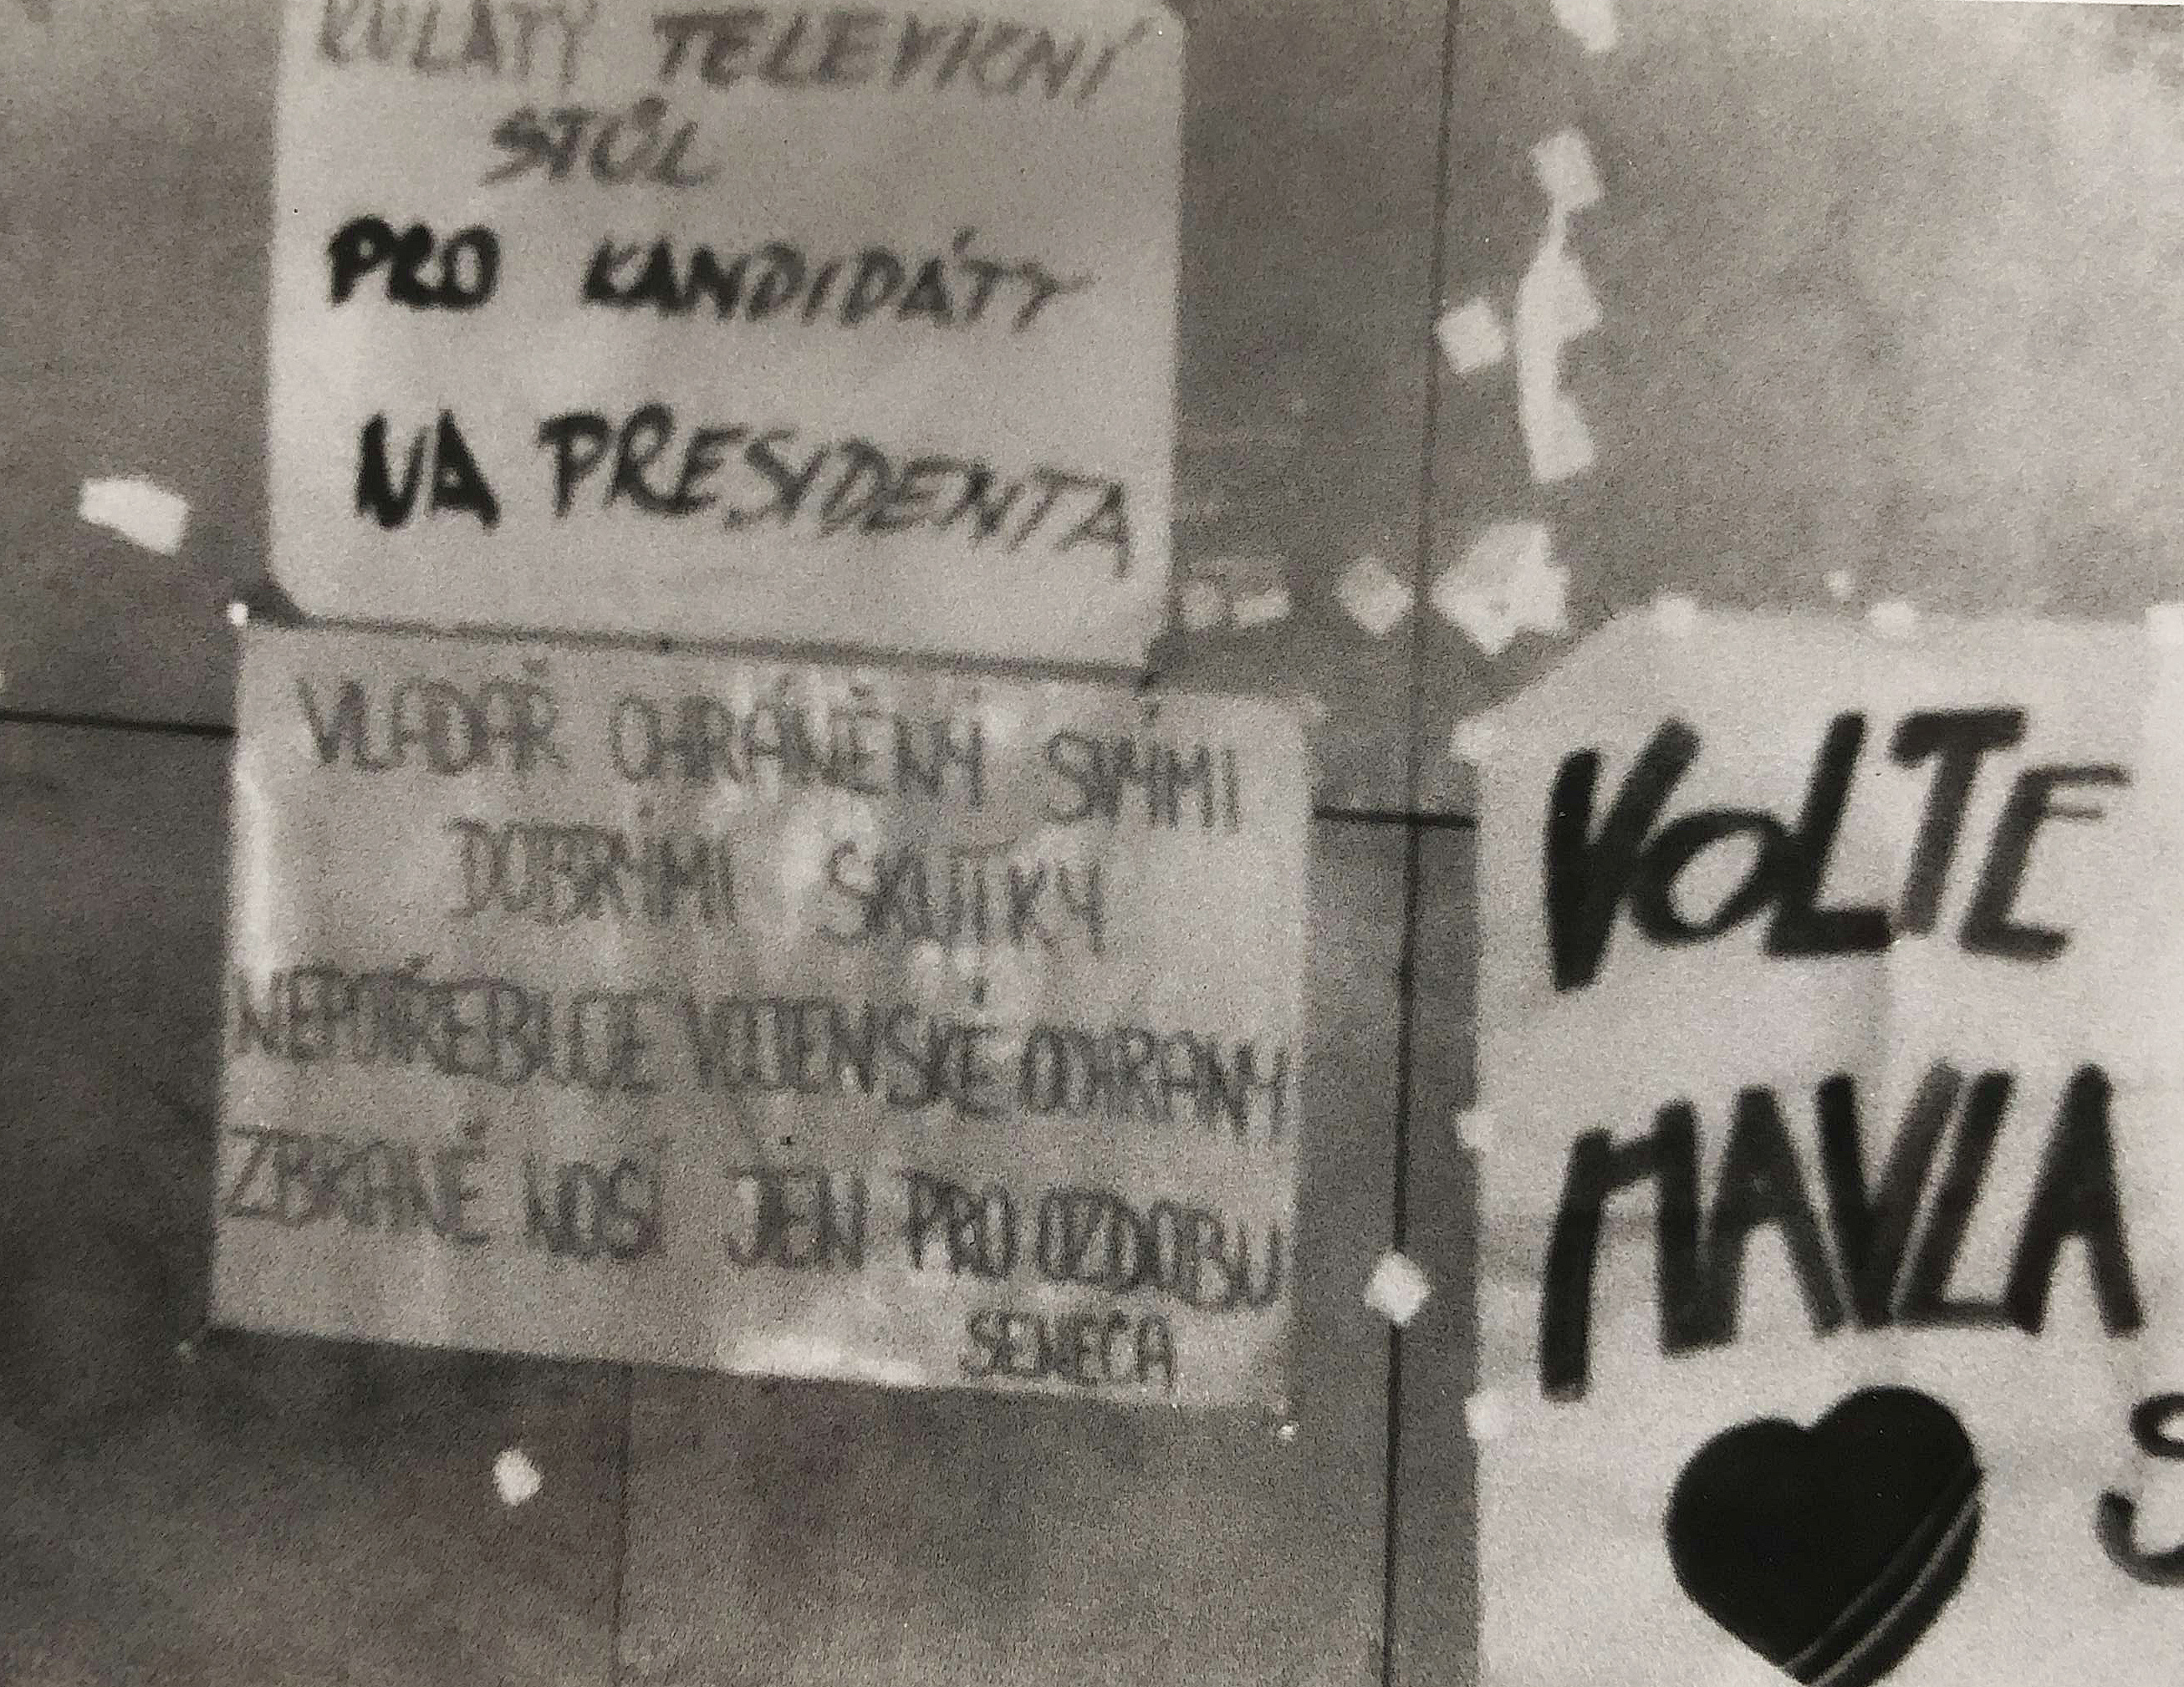 KULATÝ TELEVIZNÍ
STŮL
PRO KANDIDÁTY
NA PRESIDENTA
VLADAŘ CHRÁNĚNÝ SVÝMI
DOBRÝMI SKUTKY
NEPOTŘEBUJE VOJENSKÉ OCHRANY
ZBRANĚ NOSÍ JEN PRO OZDOBU
SENECA
VOLTE
HAVLA
S